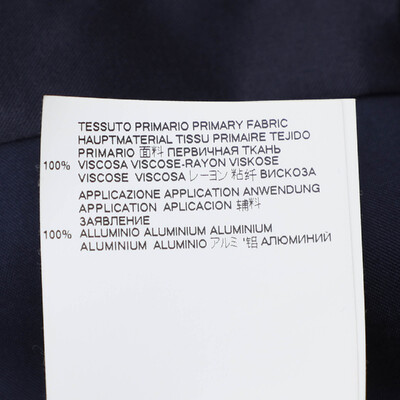 TESSUTO PRIMARIO PRIMARY FABRIC
HAUPTMATERIAL TISSU PRIMAIRE TEJIDO
PRIMARIO 面料 ПЕРВИЧНАЯ ТКАНЬ
100% VISCOSA VISCOSE-RAYON VISKOSE
VISCOSE VISCOSA レーヨン 粘纤 ВИСКОЗА
APPLICAZIONE APPLICATION ANWENDUNG
APPLICATION APLICACION 辅料
ЗАЯВЛЕНИЕ
100% ALLUMINIO ALUMINIUM ALUMINIUM
ALUMINIUM ALUMINIO アルミ 铝 АЛЮМИНИЙ